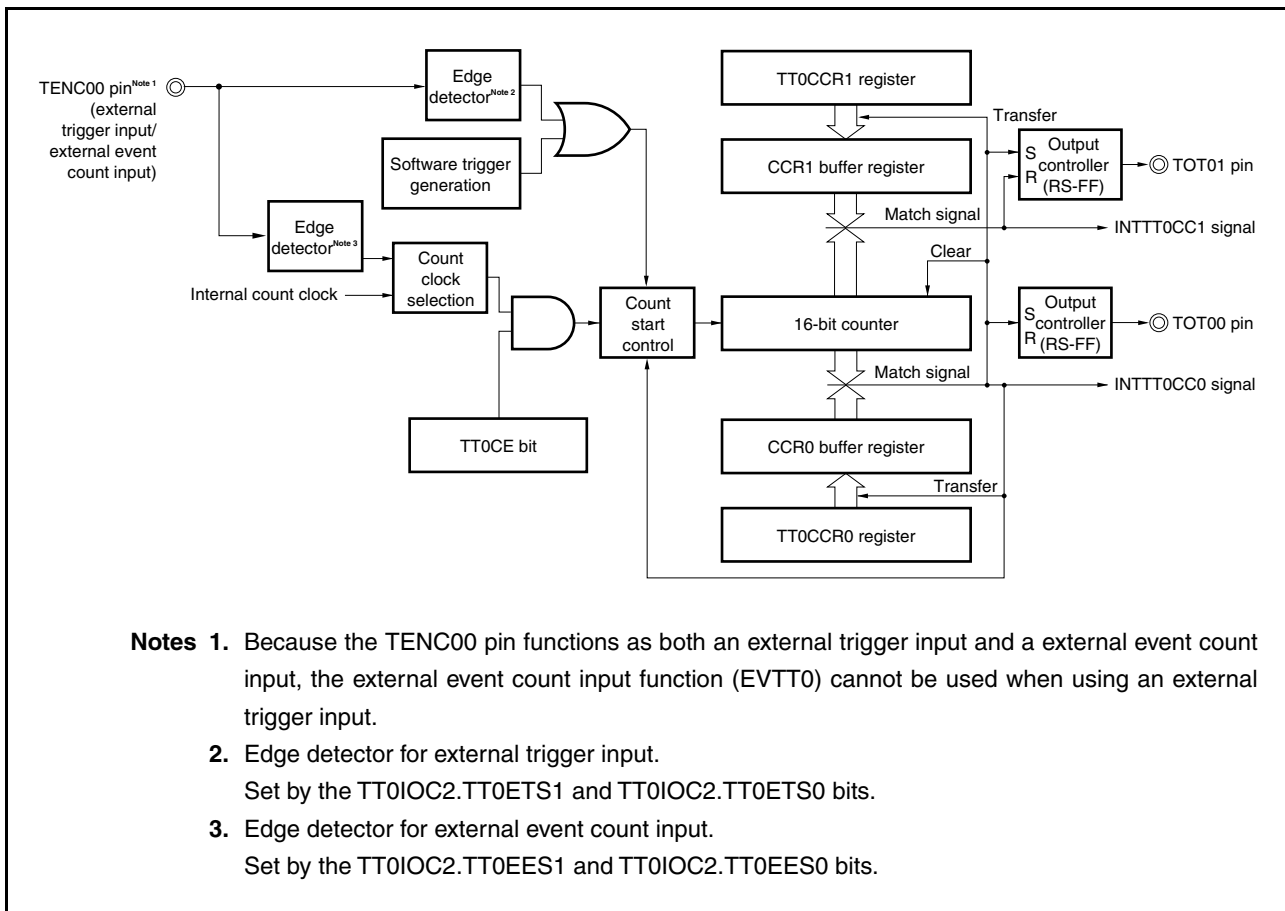 TENC00 pin Note 1
(external
trigger input/
external event
count input)
Edge
detector Note 2
Software trigger
generation
Edge
detector Note 3
Internal count clock
Count
clock
selection
TT0CE bit
Count
start
control
TT0CCR1 register
Transfer
CCR1 buffer register
Match signal
Clear
16-bit counter
Match signal
CCR0 buffer register
Transfer
TT0CCR0 register
S
R
Output
controller
(RS-FF)
TOT01 pin
INTTT0CC1 signal
S
R
Output
controller
(RS-FF)
TOT00 pin
INTTT0CC0 signal
Notes 1. Because the TENC00 pin functions as both an external trigger input and a external event count
input, the external event count input function (EVTT0) cannot be used when using an external
trigger input.
2. Edge detector for external trigger input.
Set by the TT0IOC2.TT0ETS1 and TT0IOC2.TT0ETS0 bits.
3. Edge detector for external event count input.
Set by the TT0IOC2.TT0EES1 and TT0IOC2.TT0EES0 bits.